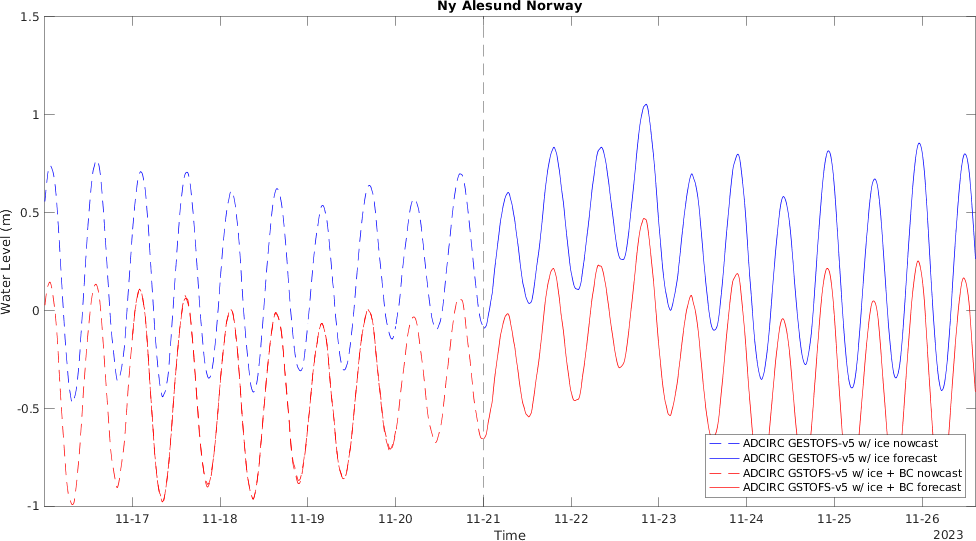 Ny Alesund Norway
1.5
1
0.5
0
-0.5
-1
Water Level (m)
11-17 11-18 11-19 11-20 11-21 11-22 11-23 11-24 11-25 11-26
Time
2023
ADCIRC GESTOFS-v5 w/ ice nowcast
ADCIRC GESTOFS-v5 w/ ice forecast
ADCIRC GSTOFS-v5 w/ ice + BC nowcast
ADCIRC GSTOFS-v5 w/ ice + BC forecast